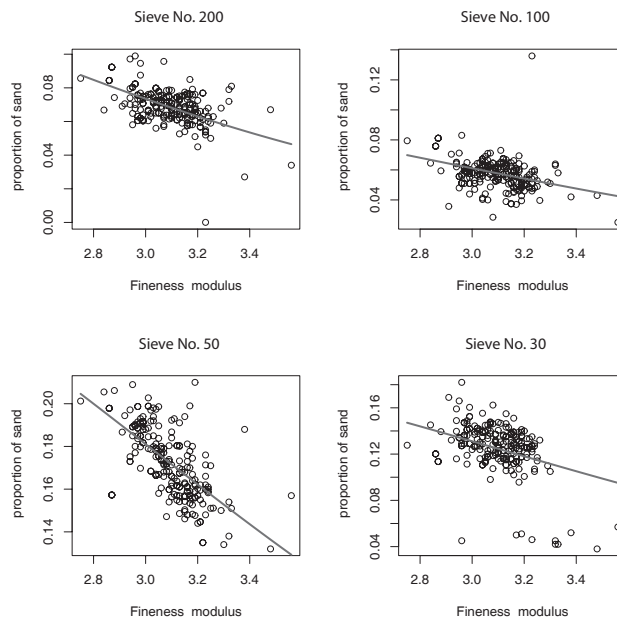 Sieve No. 200
proportion of sand
0.00 0.04 0.08
2.8 3.0 3.2 3.4
Fineness modulus
Sieve No. 100
proportion of sand
0.04 0.08 0.12
2.8 3.0 3.2 3.4
Fineness modulus
Sieve No. 50
proportion of sand
0.14 0.16 0.18 0.20
2.8 3.0 3.2 3.4
Fineness modulus
Sieve No. 30
proportion of sand
0.04 0.08 0.12 0.16
2.8 3.0 3.2 3.4
Fineness modulus